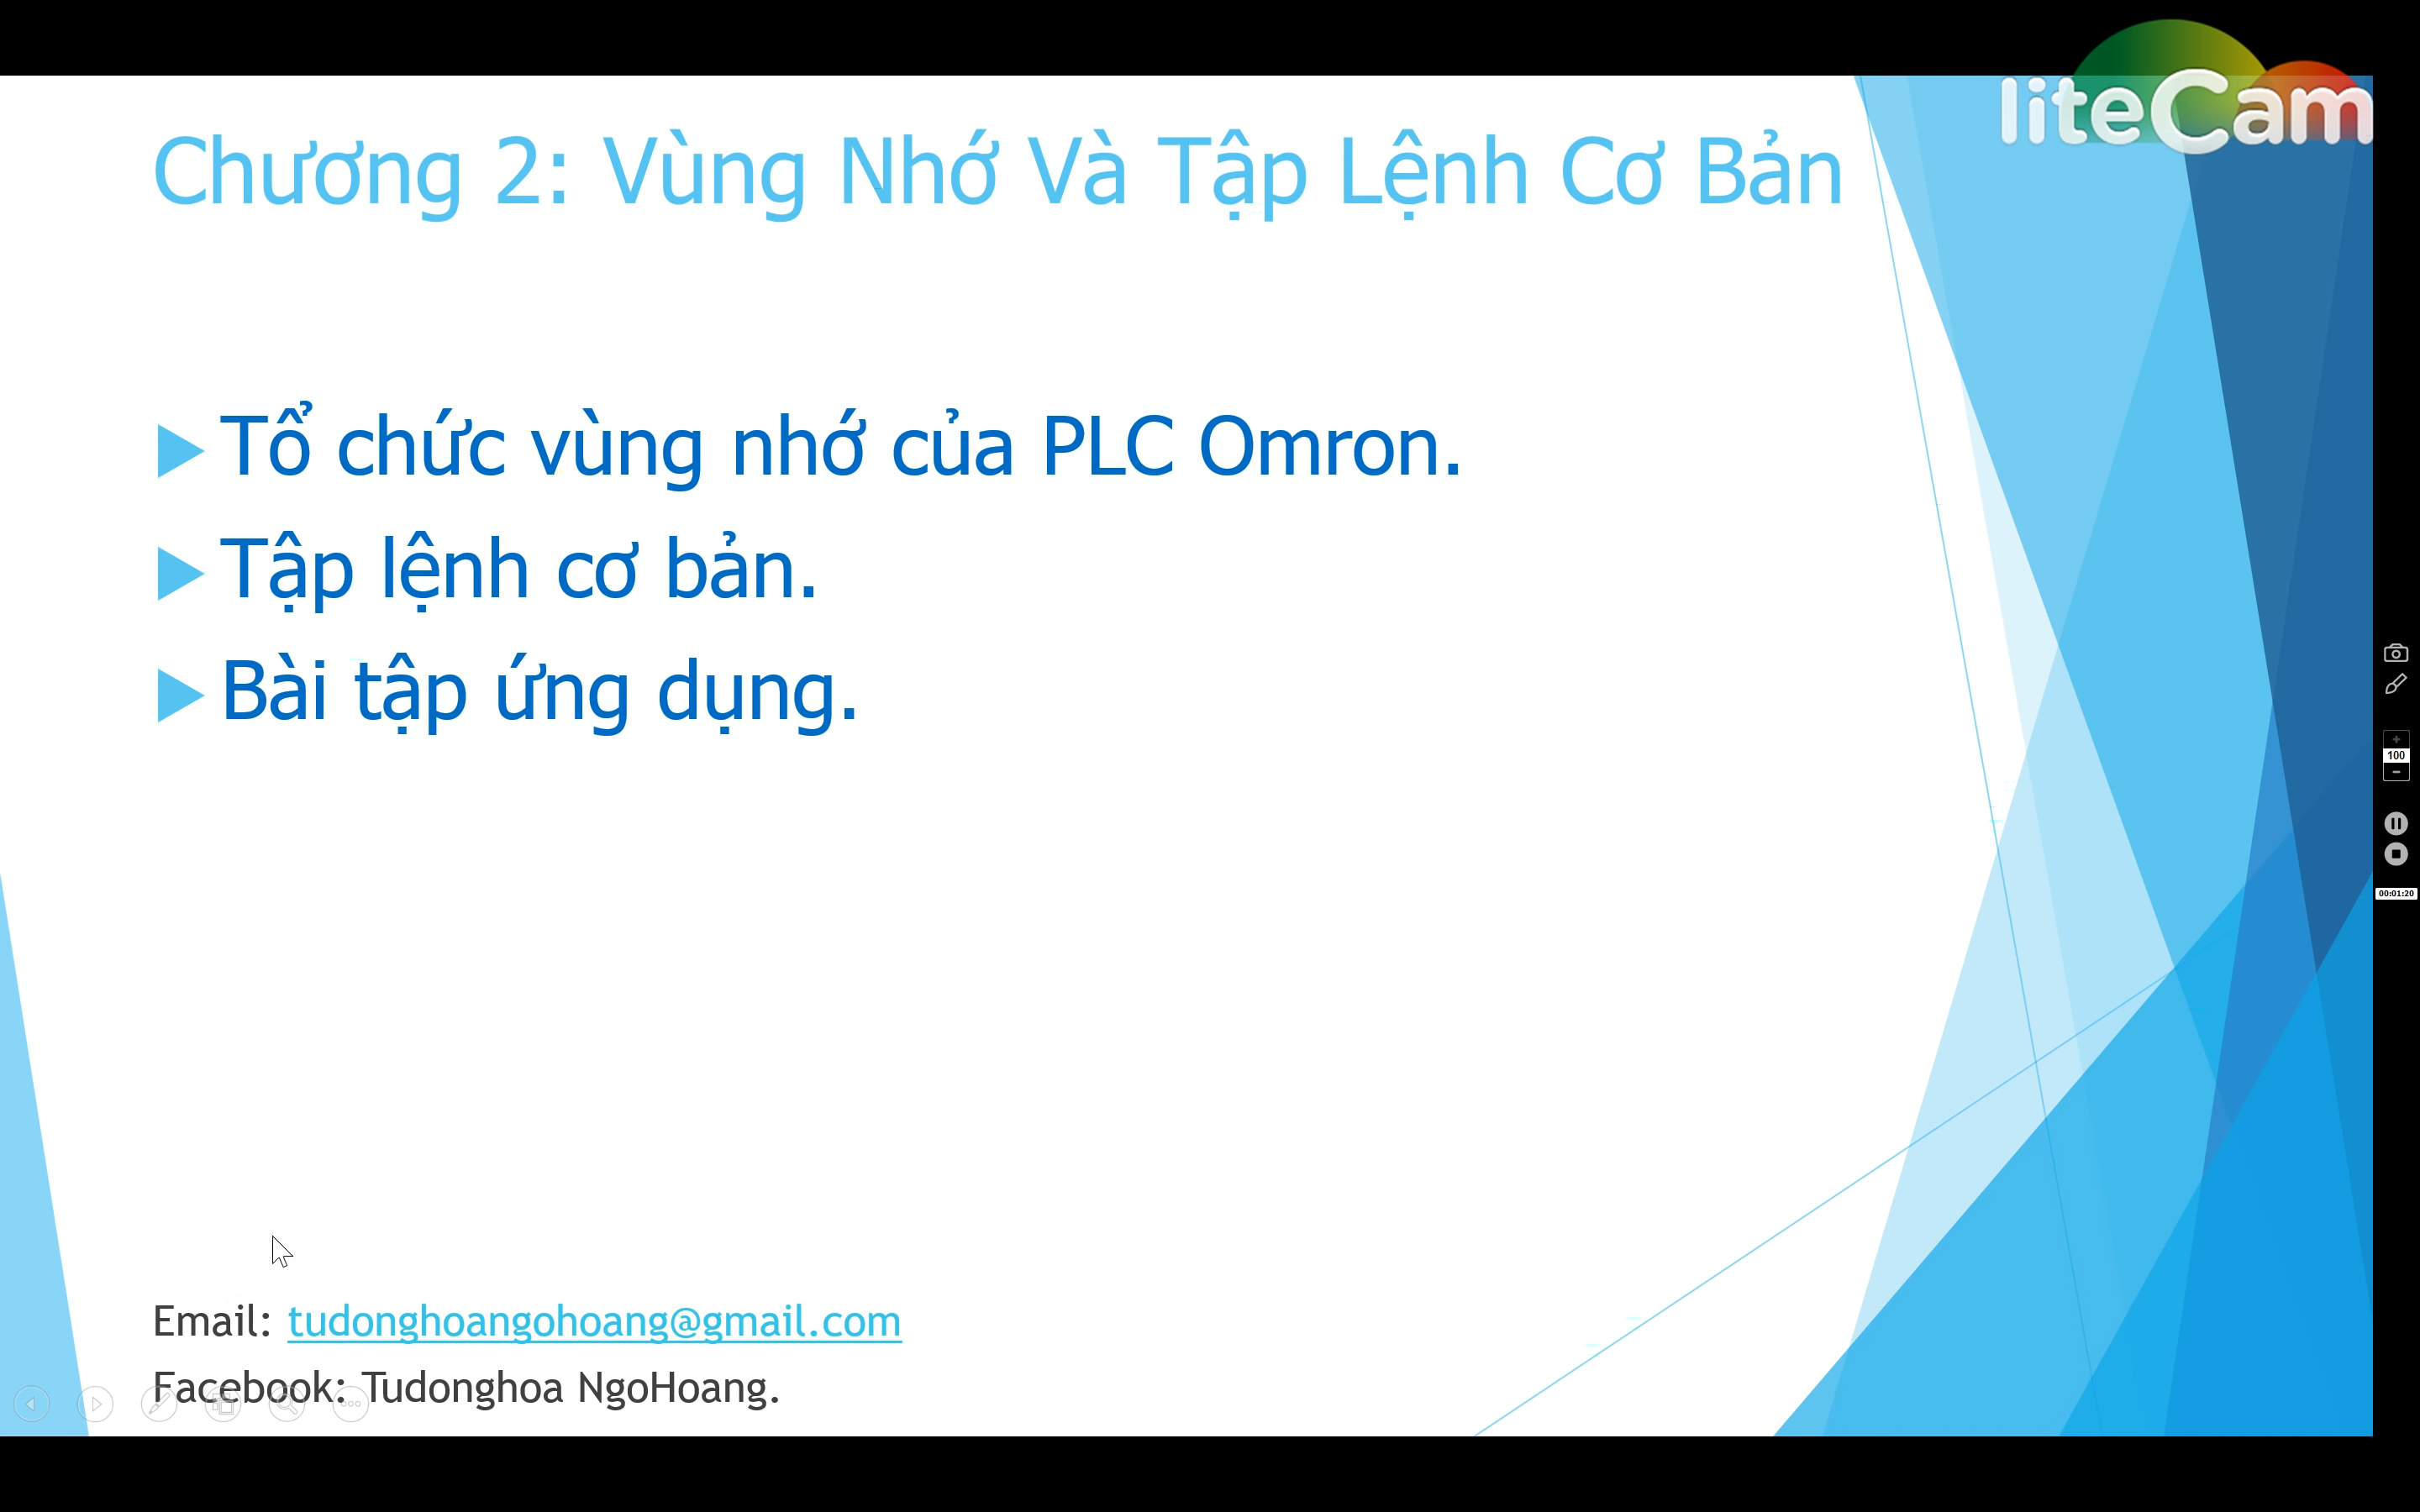 liteCam
Chương 2: Vùng Nhớ Và Tập Lệnh Cơ Bản
Tổ chức vùng nhớ của PLC Omron.
Tập lệnh cơ bản.
Bài tập ứng dụng.
100
00:01:20
Email: tudonghoangohoang@gmail.com
Facebook: Tudonghoa NgoHoang.